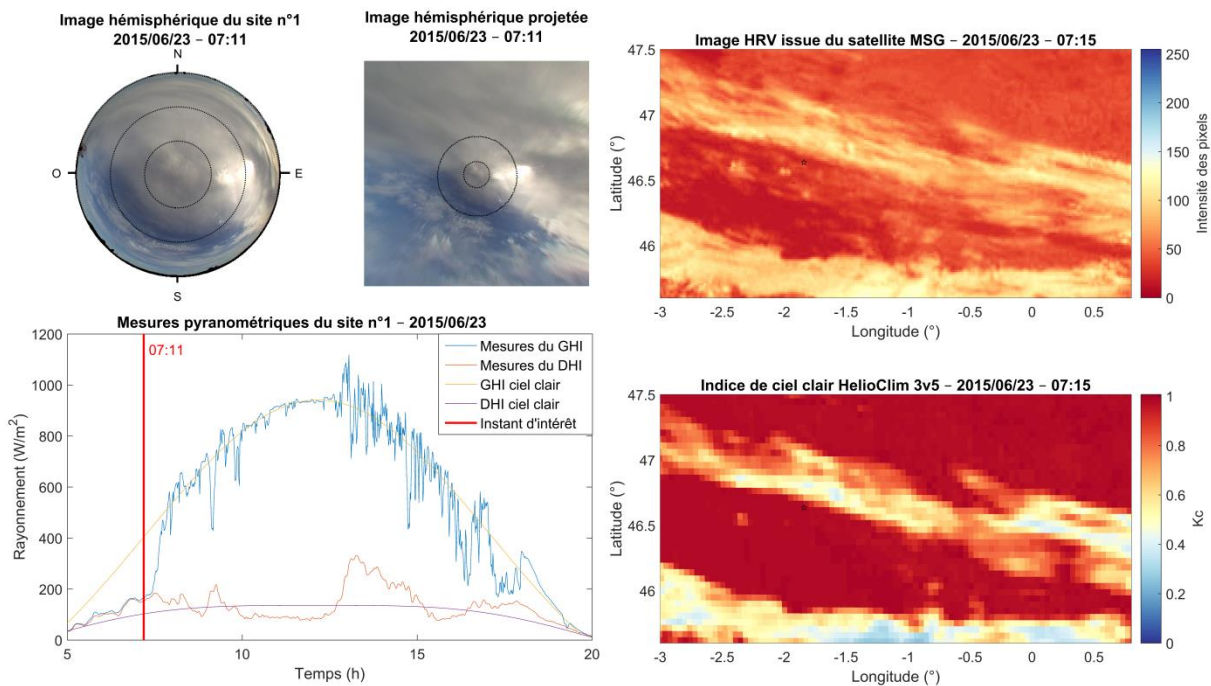 Image hémisphérique du site n°1
2015/06/23 – 07:11
N
O
E
S
Image hémisphérique projetée
2015/06/23 – 07:11
Image HRV issue du satellite MSG – 2015/06/23 – 07:15
47.5
47
46.5
46
Latitude (°)
-3
-2.5
-2
-1.5
-1
-0.5
0
0.5
Longitude (°)
250
200
150
100
50
0
Intensité des pixels
Mesures pyranométriques du site n°1 – 2015/06/23
1200
1000
800
600
400
200
0
Rayonnement (W/m²)
07:11
Mesures du GHI
Mesures du DHI
GHI ciel clair
DHI ciel clair
Instant d'intérêt
5
10
15
20
Temps (h)
Indice de ciel clair HelioClim 3v5 – 2015/06/23 – 07:15
47.5
47
46.5
46
Latitude (°)
-3
-2.5
-2
-1.5
-1
-0.5
0
0.5
Longitude (°)
1
0.8
0.6
0.4
0.2
0
Kc